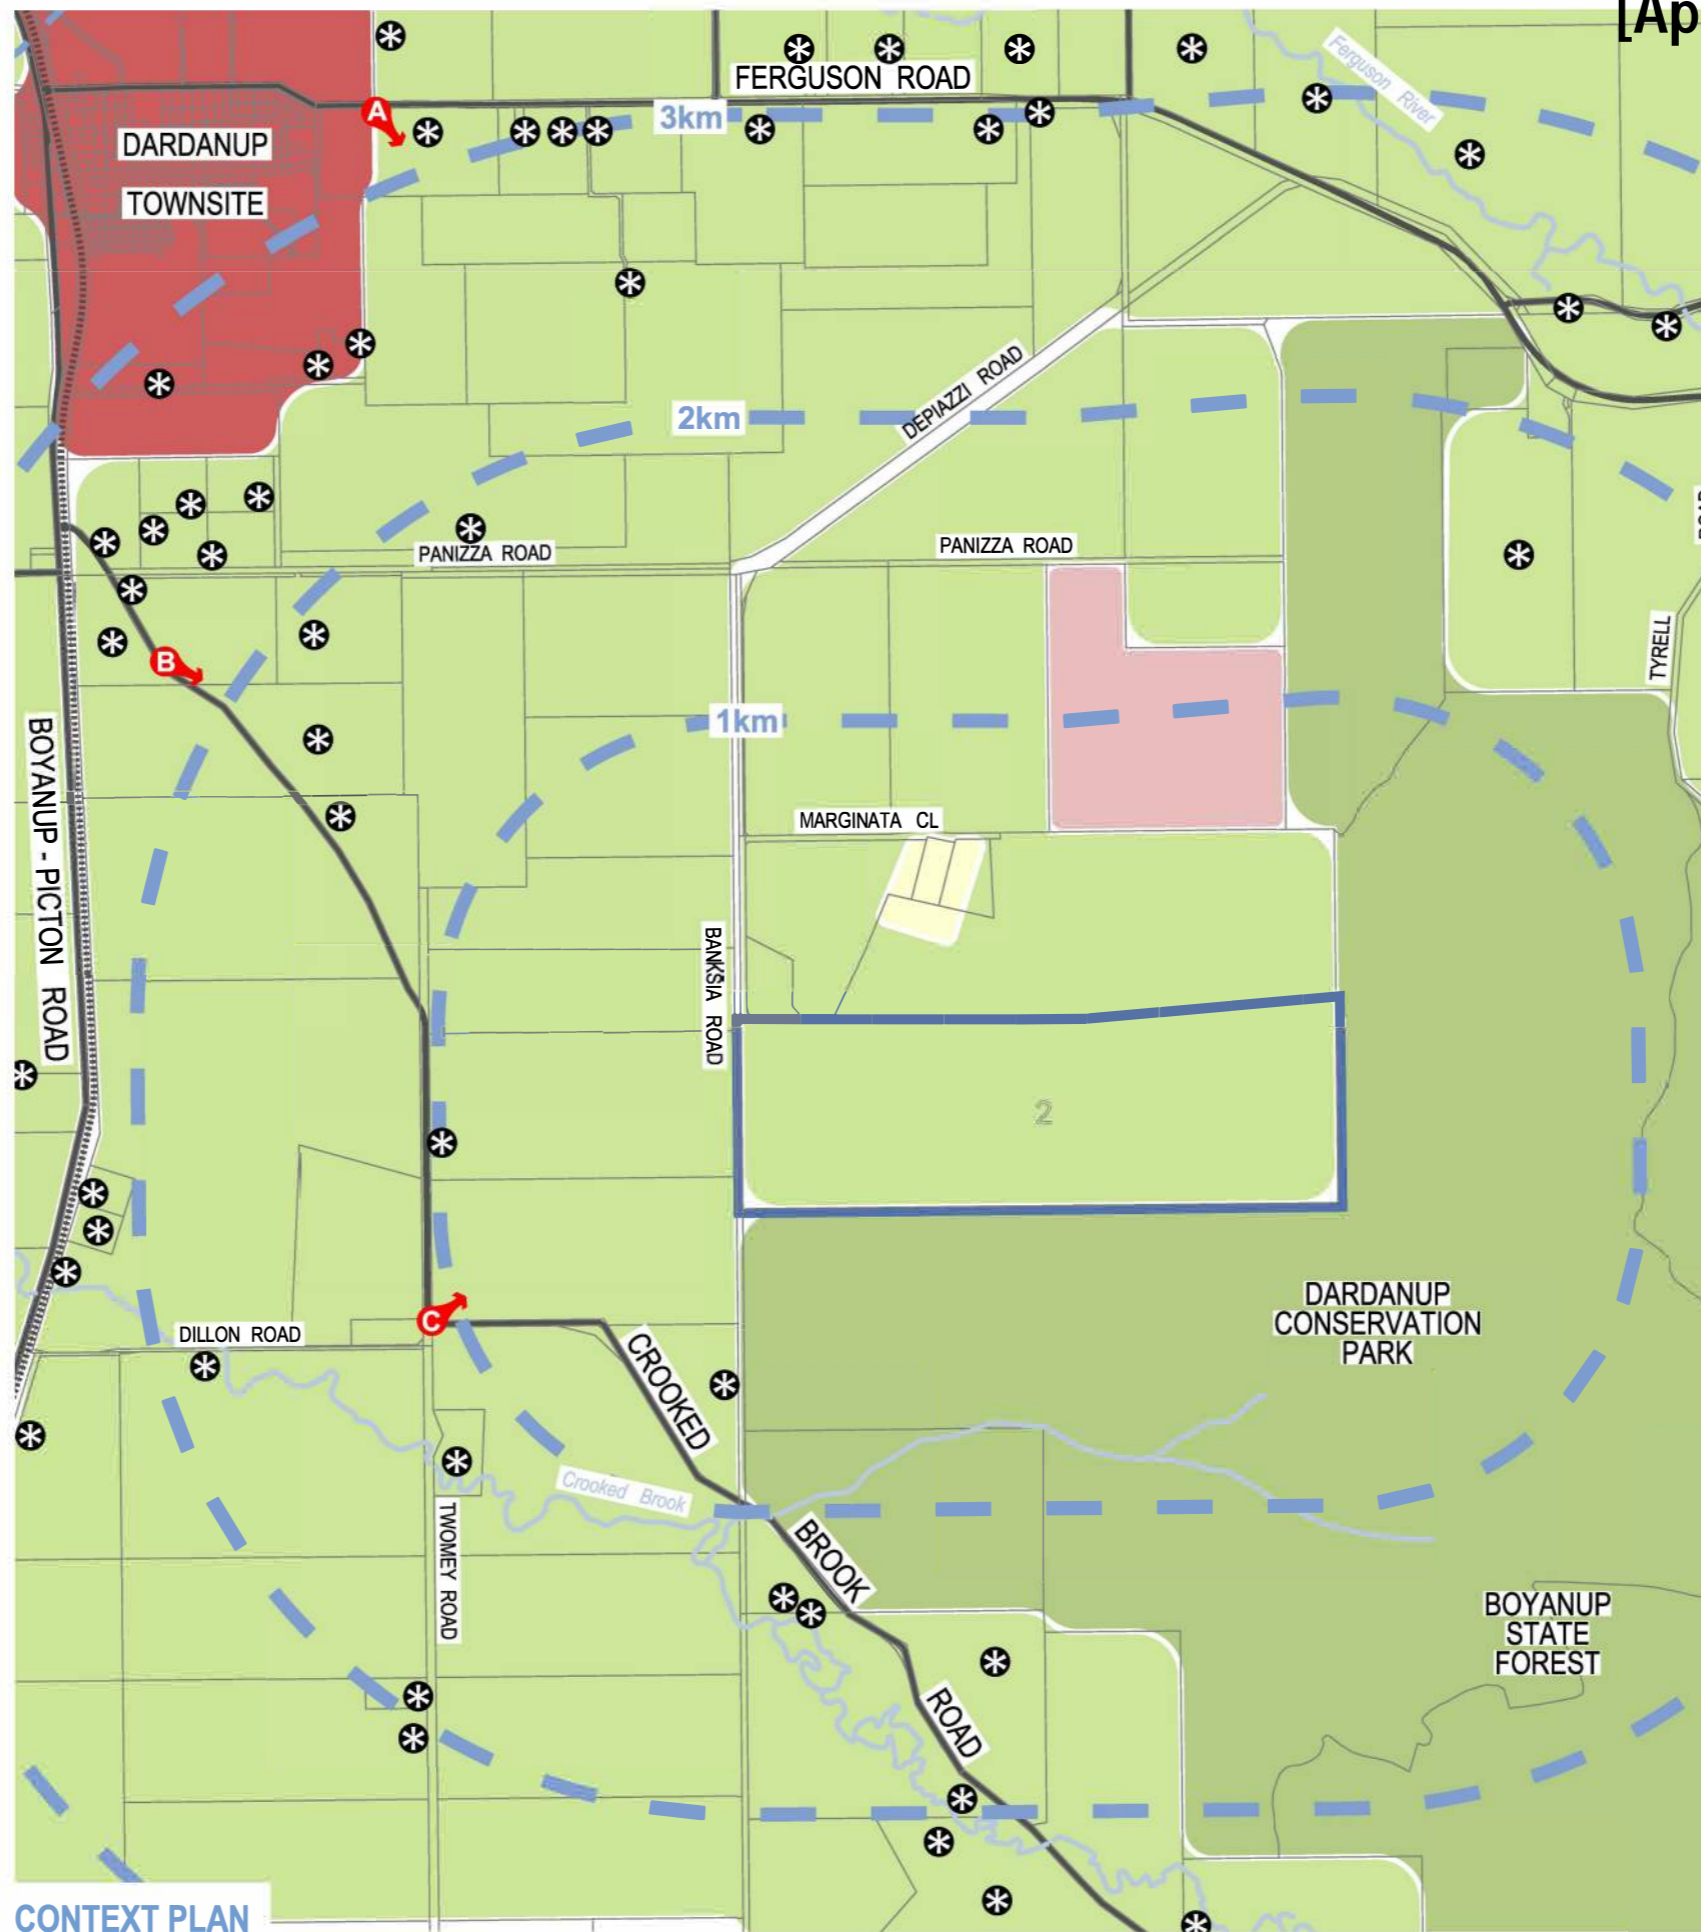 [Ap
FERGUSON ROAD
Ferguson River
A
3km
DARDANUP
TOWNSITE
DEPIAZZI ROAD
2km
PANIZZA ROAD
PANIZZA ROAD
TYRELL
B
1km
BOYANUP - PICTON ROAD
MARGINATA CL
BANKSIA ROAD
2
DARDANUP
CONSERVATION
PARK
C
DILLON ROAD
CROOKED
BROOK
ROAD
Crooked Brook
TWOMEY ROAD
BOYANUP
STATE
FOREST
CONTEXT PLAN